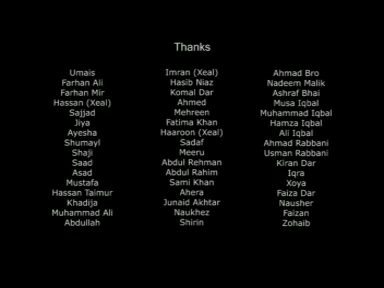 Thanks
Umais
Farhan Ali
Farhan Mir
Hassan (Xeal)
Sajjad
Jiya
Ayesha
Shumayl
Shaji
Saad
Asad
Mustafa
Hassan Taimur
Khadija
Muhammad Ali
Abdullah
Imran (Xeal)
Hasib Niaz
Komal Dar
Ahmed
Mehreen
Fatima Khan
Haaroon (Xeal)
Sadaf
Meeru
Abdul Rehman
Abdul Rahim
Sami Khan
Ahera
Junaid Akhtar
Naukhez
Shirin
Ahmad Bro
Nadeem Malik
Ashraf Bhai
Musa Iqbal
Muhammad Iqbal
Hamza Iqbal
Ali Iqbal
Ahmad Rabbani
Usman Rabbani
Kiran Dar
Iqra
Xoya
Faiza Dar
Nausher
Faizan
Zohaib